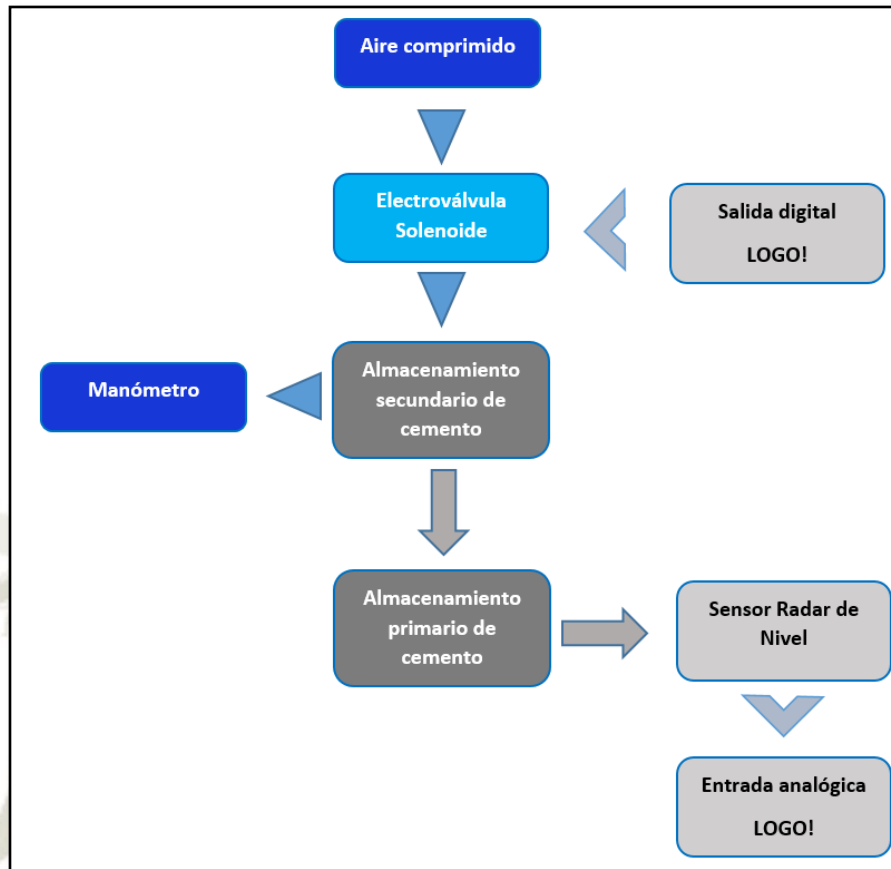 Aire comprimido
Electroválvula
Solenoide
Salida digital
LOGO!
Manómetro
Almacenamiento
secundario de
cemento
Almacenamiento
primario de
cemento
Sensor Radar de
Nivel
Entrada analógica
LOGO!